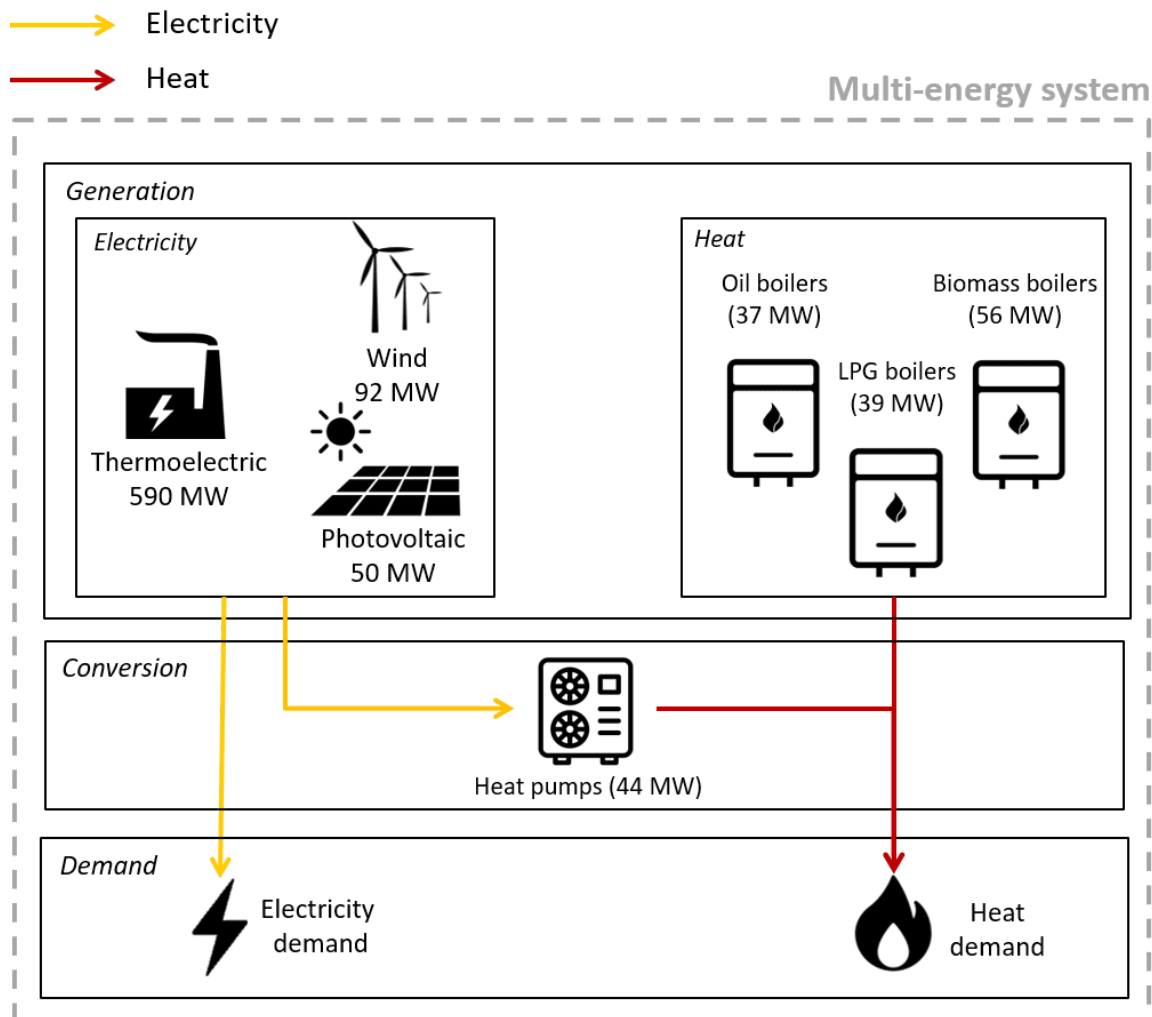 Electricity
Heat
Multi-energy system
Generation
Electricity
Wind
92 MW
Thermoelectric
590 MW
Photovoltaic
50 MW
Heat
Oil boilers
(37 MW)
Biomass boilers
(56 MW)
LPG boilers
(39 MW)
Conversion
Heat pumps (44 MW)
Demand
Electricity
demand
Heat
demand